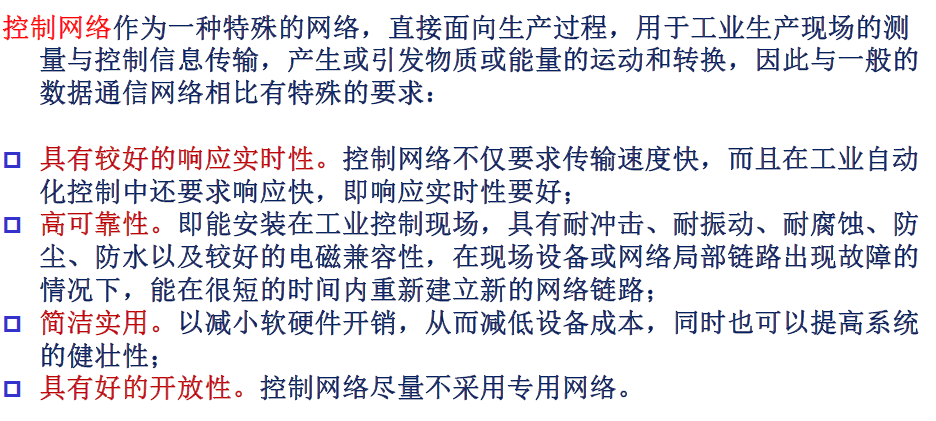 控制网络作为一种特殊的网络，直接面向生产过程，用于工业生产现场的测
量与控制信息传输，产生或引发物质或能量的运动和转换，因此与一般的
数据通信网络相比有特殊的要求：
具有较好的响应实时性。控制网络不仅要求传输速度快，而且在工业自动
化控制中还要求响应快，即响应实时性要好；
高可靠性。即能安装在工业控制现场，具有耐冲击、耐振动、耐腐蚀、防
尘、防水以及较好的电磁兼容性，在现场设备或网络局部链路出现故障的
情况下，能在很短的时间内重新建立新的网络链路；
简洁实用。以减小软硬件开销，从而减低设备成本，同时也可以提高系统
的健壮性；
具有好的开放性。控制网络尽量不采用专用网络。